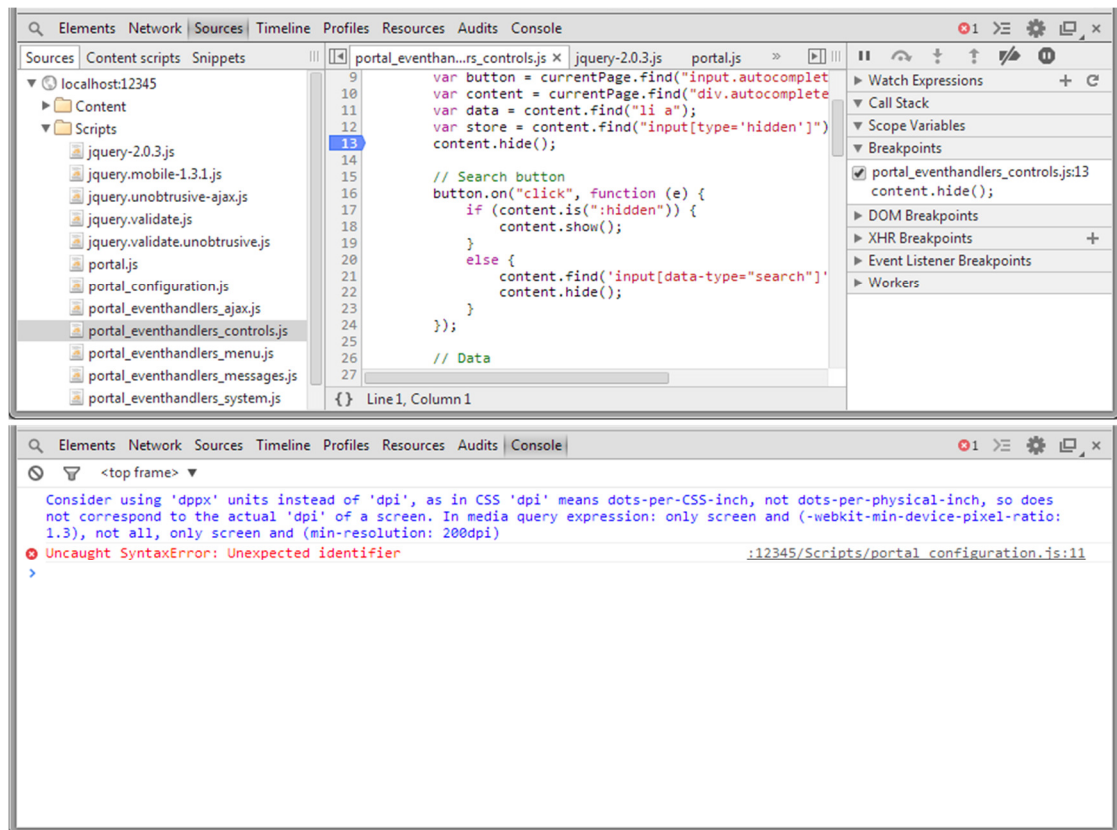 Elements Network Sources Timeline Profiles Resources Audits Console 1
Sources Content scripts Snippets
localhost:12345
Content
Scripts
jquery-2.0.3.js
jquery.mobile-1.3.1.js
jquery.unobtrusive-ajax.js
jquery.validate.js
jquery.validate.unobtrusive.js
portal.js
portal_configuration.js
portal_eventhandlers_ajax.js
portal_eventhandlers_controls.js
portal_eventhandlers_menu.js
portal_eventhandlers_messages.js
portal_eventhandlers_system.js
portal_eventhan...rs_controls.js × jquery-2.0.3.js portal.js »
9 var button = currentPage.find("input.autocomplet
10 var content = currentPage.find("div.autocomplete
11 var data = content.find("li a");
12 var store = content.find("input[type='hidden']")
13 content.hide();
14
15 // Search button
16 button.on("click", function (e) {
17 if (content.is(":hidden")) {
18 content.show();
19 }
20 else {
21 content.find('input[data-type="search"]'
22 content.hide();
23 }
24 });
25
26 // Data
27
{} Line 1, Column 1
Watch Expressions
Call Stack
Scope Variables
Breakpoints
portal_eventhandlers_controls.js:13
content.hide();
DOM Breakpoints
XHR Breakpoints
Event Listener Breakpoints
Workers
Elements Network Sources Timeline Profiles Resources Audits Console 1
<top frame> ▼
Consider using 'dppx' units instead of 'dpi', as in CSS 'dpi' means dots-per-CSS-inch, not dots-per-physical-inch, so does
not correspond to the actual 'dpi' of a screen. In media query expression: only screen and (-webkit-min-device-pixel-ratio:
1.3), not all, only screen and (min-resolution: 200dpi)
Uncaught SyntaxError: Unexpected identifier :12345/Scripts/portal_configuration.js:11
>